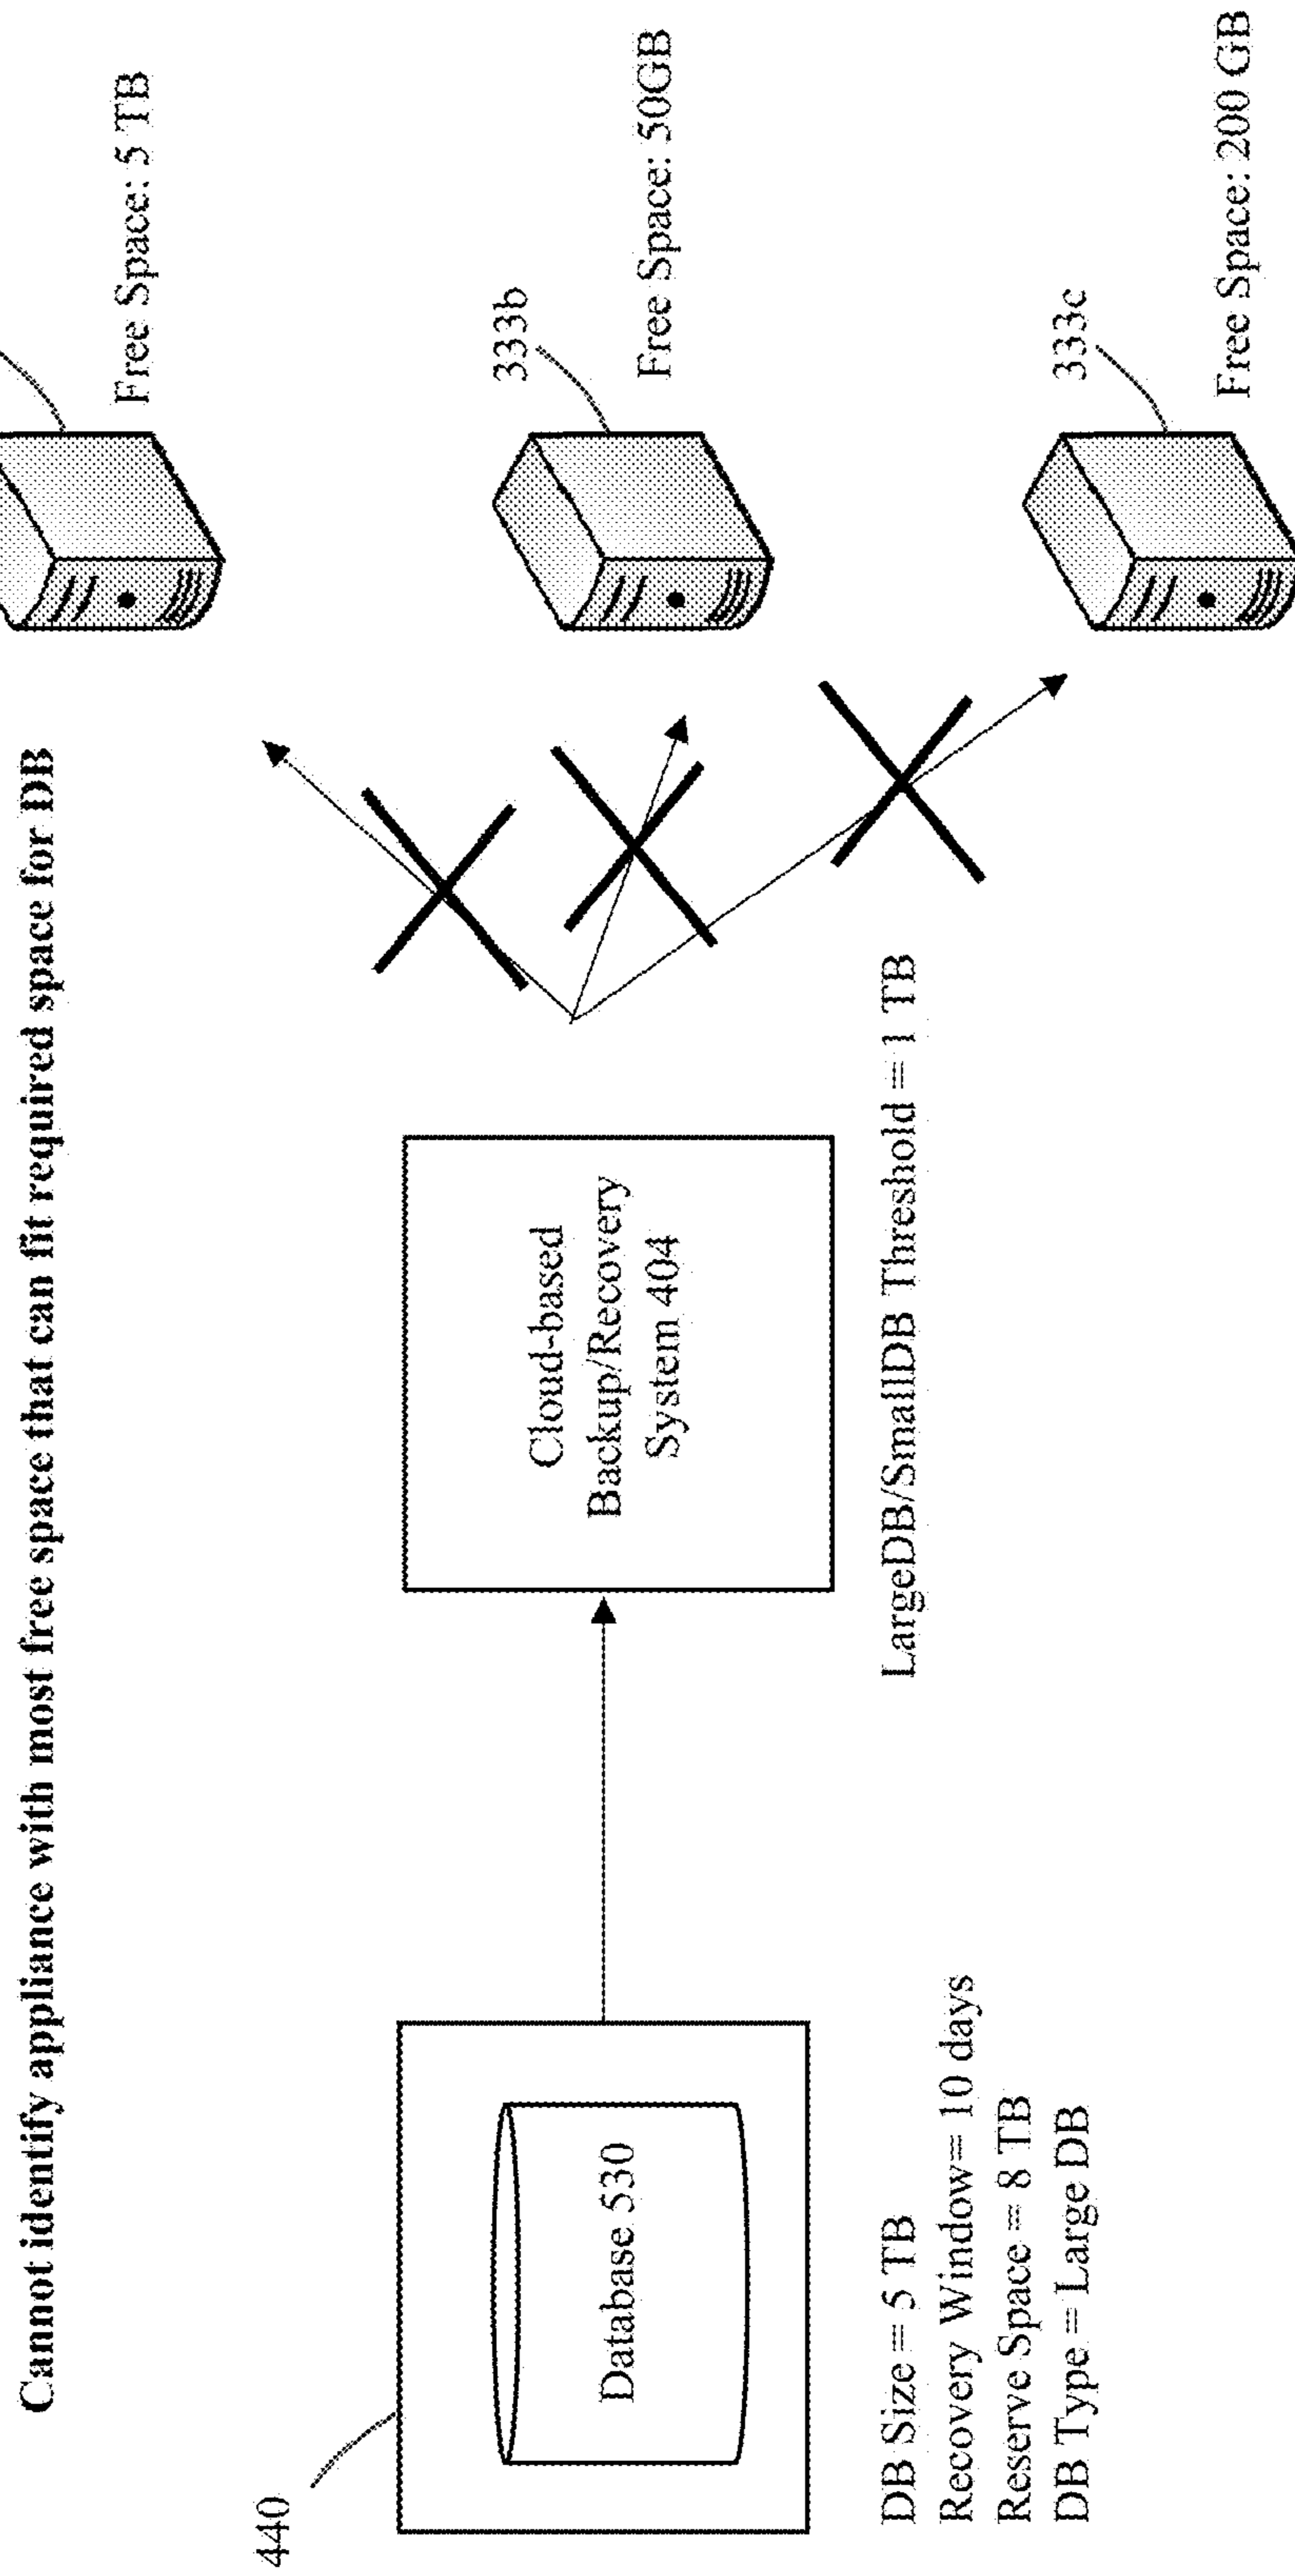 Cannot identify appliance with most free space that can fit required space for DB
440
Database 530
DB Size = 5 TB
Recovery Window= 10 days
Reserve Space = 8 TB
DB Type = Large DB
Cloud-based
Backup/Recovery
System 404
LargeDB/SmallDB Threshold = 1 TB
Free Space: 5 TB
333b
Free Space: 50GB
333c
Free Space: 200 GB